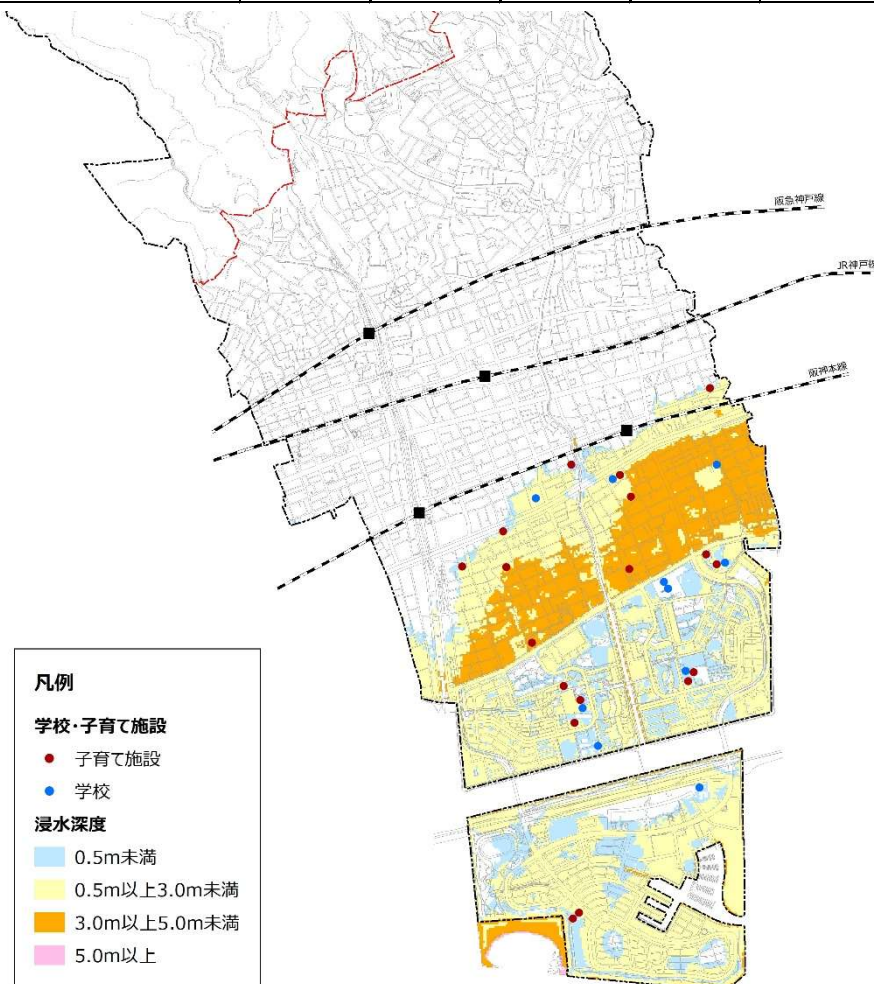 阪急神戸線
JR神戸線
阪神本線
凡例
学校・子育て施設
子育て施設
学校
浸水深度
0.5m未満
0.5m以上3.0m未満
3.0m以上5.0m未満
5.0m以上